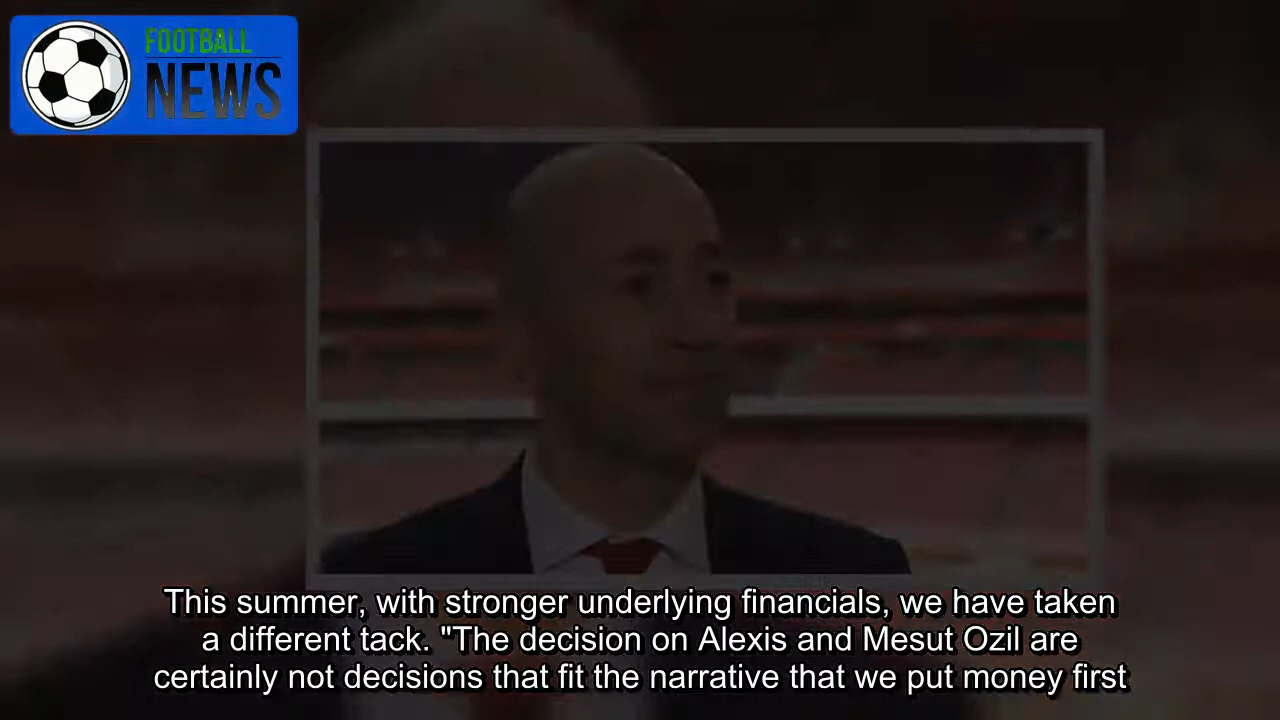 FOOTBALL
NEWS
This summer, with stronger underlying financials, we have taken
a different tack. "The decision on Alexis and Mesut Ozil are
certainly not decisions that fit the narrative that we put money first